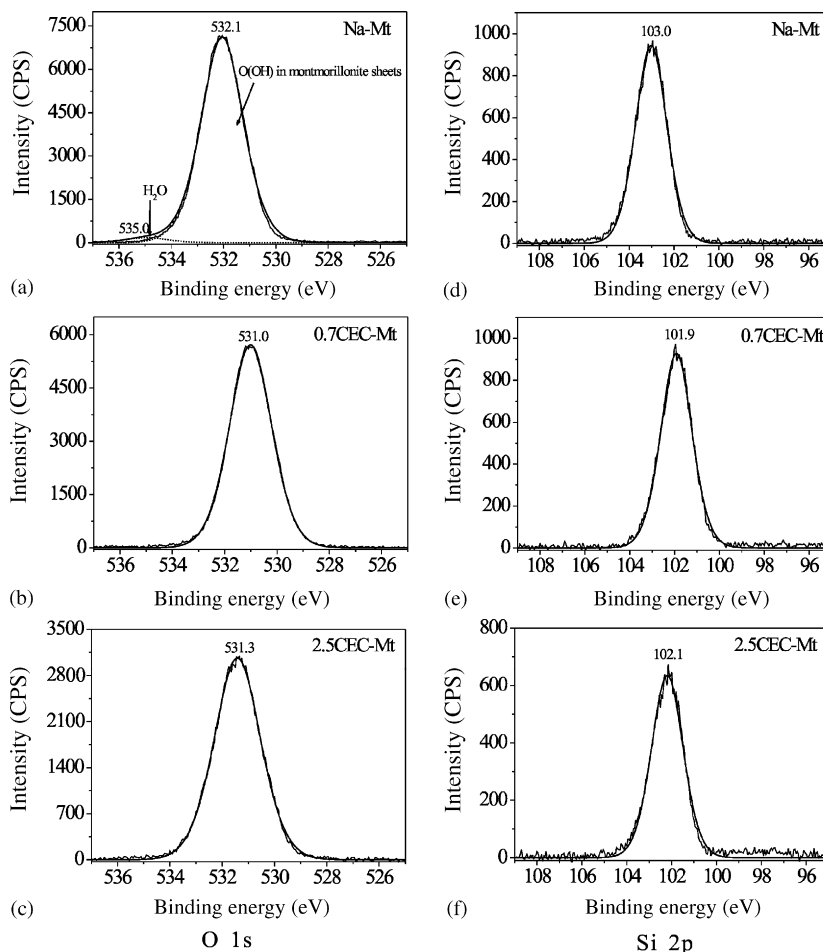 7500
6000
4500
3000
1500
0
Intensity (CPS)
532.1
Na-Mt
O(OH) in montmorillonite sheets
H2O
535.0
536 534 532 530 528 526
Binding energy (eV)
(a)
1000
800
600
400
200
0
Intensity (CPS)
103.0
Na-Mt
108 106 104 102 100 98 96
Binding energy (eV)
(d)
6000
4500
3000
1500
0
Intensity (CPS)
531.0
0.7CEC-Mt
536 534 532 530 528 526
Binding energy (eV)
(b)
1000
800
600
400
200
0
Intensity (CPS)
101.9
0.7CEC-Mt
108 106 104 102 100 98 96
Binding energy (eV)
(e)
3500
2800
2100
1400
700
0
Intensity (CPS)
531.3
2.5CEC-Mt
536 534 532 530 528 526
Binding energy (eV)
(c)
O 1s
800
600
400
200
0
Intensity (CPS)
102.1
2.5CEC-Mt
108 106 104 102 100 98 96
Binding energy (eV)
(f)
Si 2p